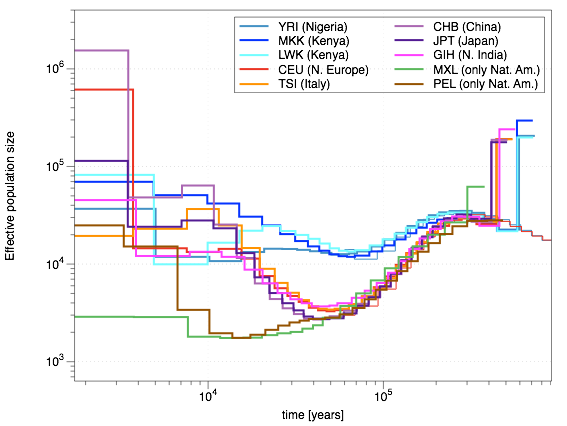 YRI (Nigeria)
MKK (Kenya)
LWK (Kenya)
CEU (N. Europe)
TSI (Italy)
CHB (China)
JPT (Japan)
GIH (N. India)
MXL (only Nat. Am.)
PEL (only Nat. Am.)
Effective population size
10⁶
10⁵
10⁴
10³
10⁴
10⁵
time [years]